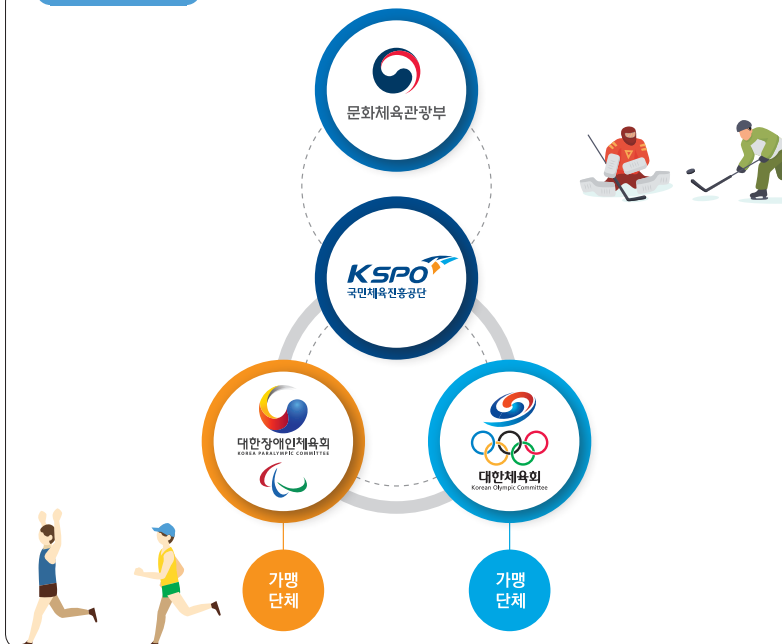 문화체육관광부
KSPO
국민체육진흥공단
대한장애인체육회
KOREA PARALYMPIC COMMITTEE
대한체육회
Korean Olympic Committee
가맹
단체
가맹
단체